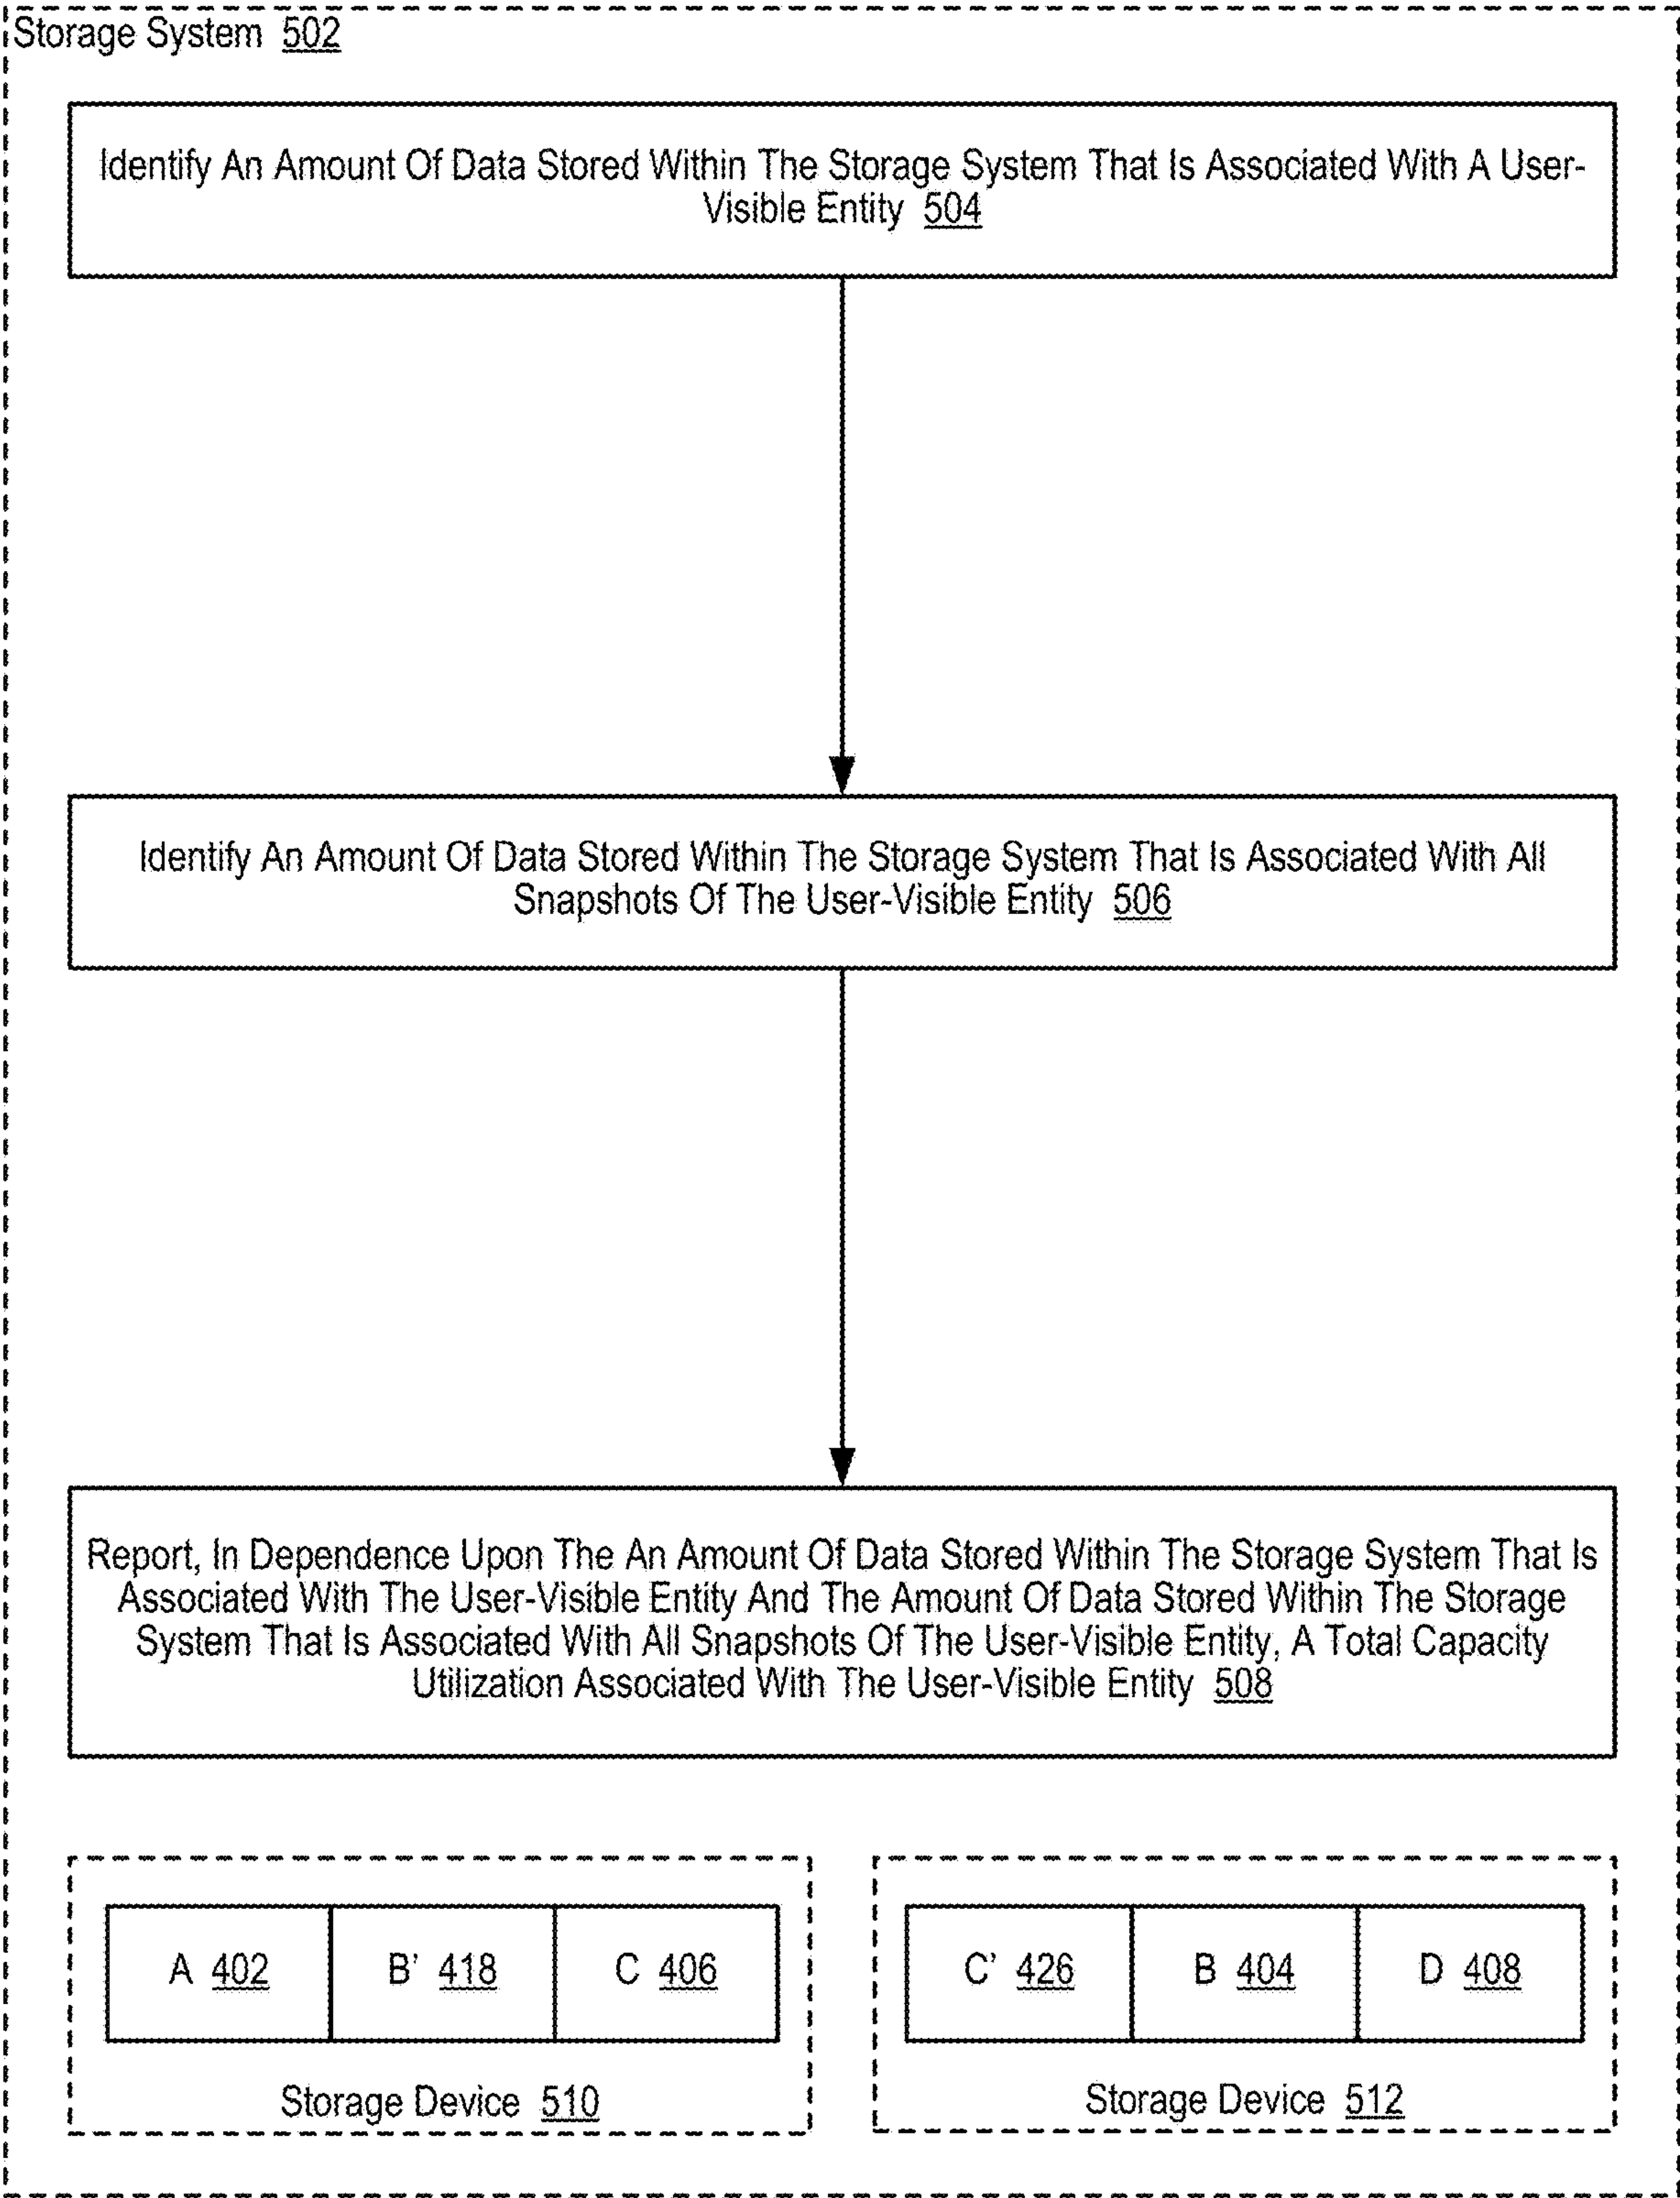 Storage System 502
Identify An Amount Of Data Stored Within The Storage System That Is Associated With A User-
Visible Entity 504
Identify An Amount Of Data Stored Within The Storage System That Is Associated With All
Snapshots Of The User-Visible Entity 506
Report, In Dependence Upon The An Amount Of Data Stored Within The Storage System That Is
Associated With The User-Visible Entity And The Amount Of Data Stored Within The Storage
System That Is Associated With All Snapshots Of The User-Visible Entity, A Total Capacity
Utilization Associated With The User-Visible Entity 508
A 402 B' 418 C 406
Storage Device 510
C' 426 B 404 D 408
Storage Device 512